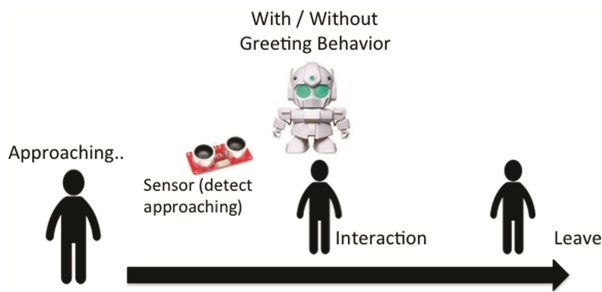 With / Without
Greeting Behavior
Approaching..
Sensor (detect
approaching)
Interaction
Leave